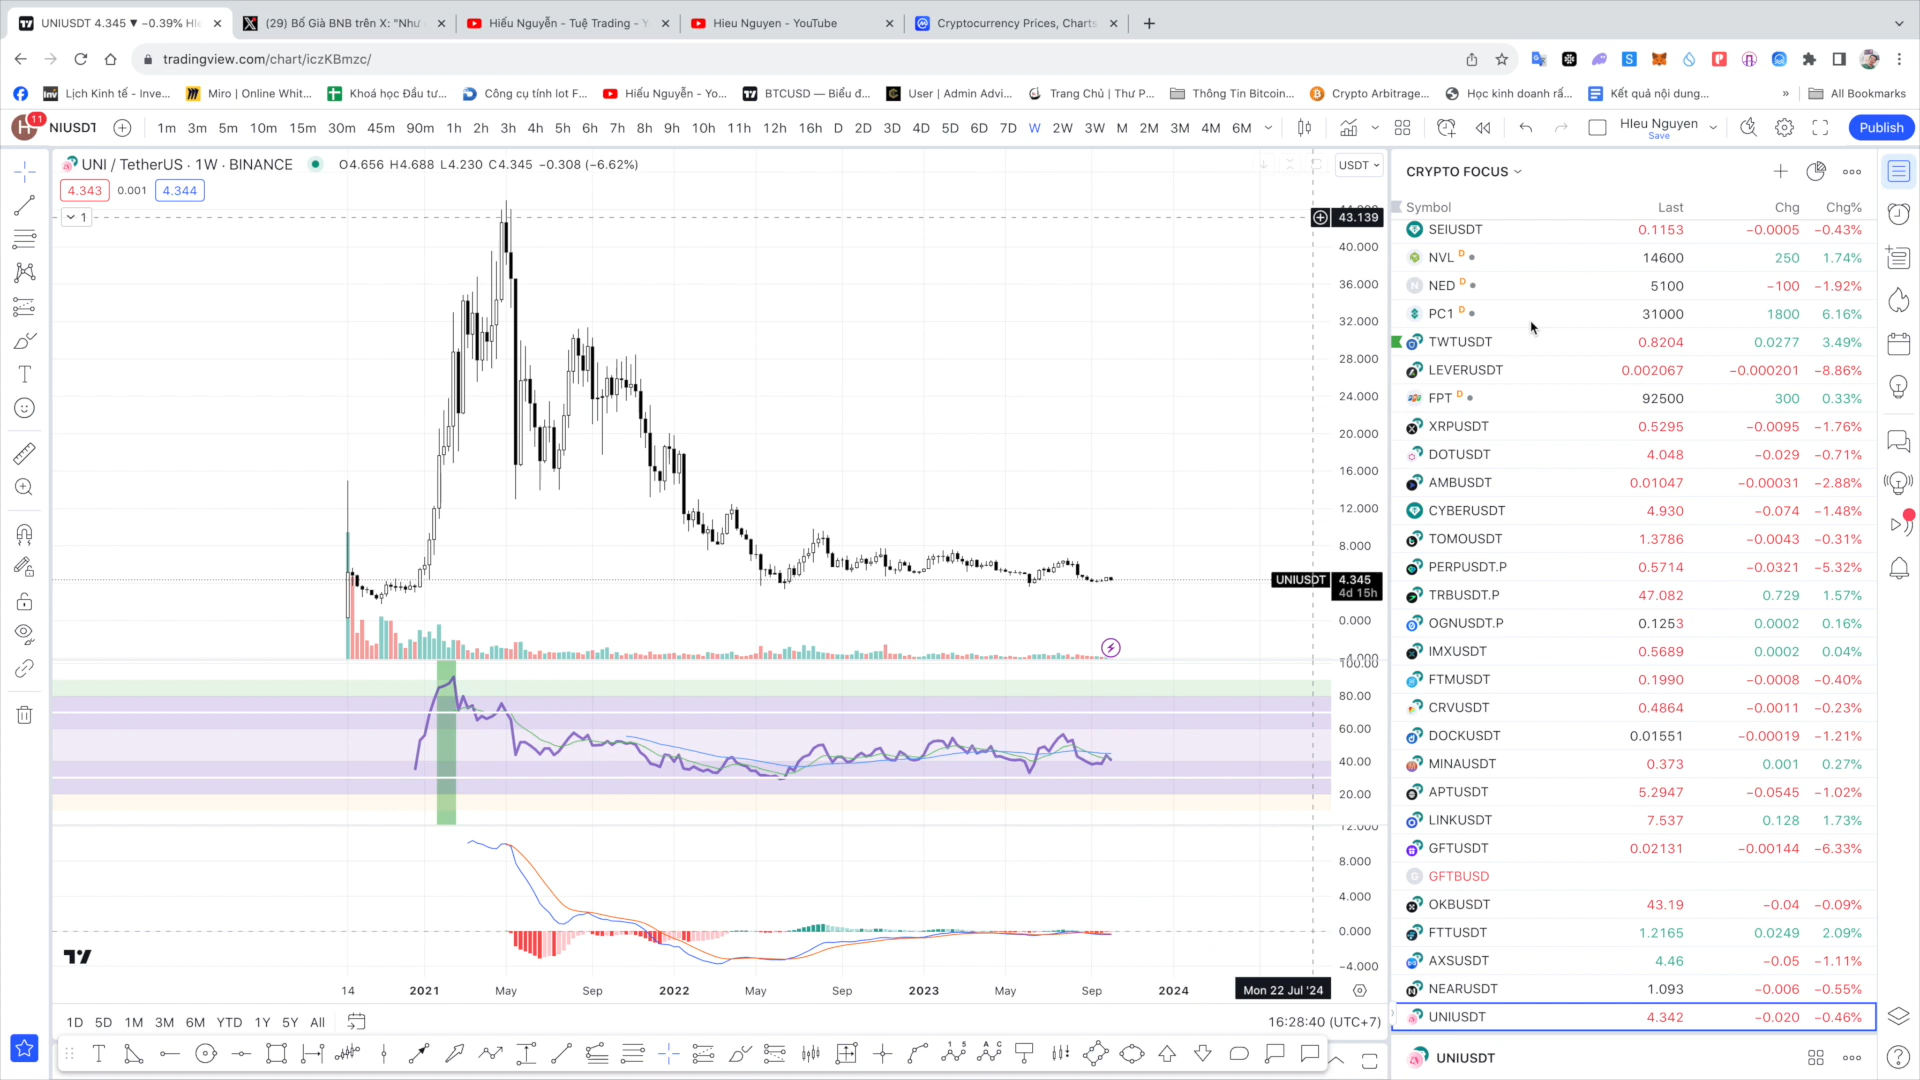 UNIUSDT 4.345 ▼ −0.39% Hi
(29) Bố Già BNB trên X: "Như
Hiếu Nguyễn - Tuệ Trading - Y
Hieu Nguyen - YouTube
Cryptocurrency Prices, Charts
tradingview.com/chart/iczKBmzc/
Lịch Kinh tế - Inve...
Miro | Online Whit...
Khoá học Đầu tư...
Công cụ tính lot F...
Hiếu Nguyễn - Yo...
BTCUSD — Biểu đ...
User | Admin Advi...
Trang Chủ | Thư P...
Thông Tin Bitcoin...
Crypto Arbitrage...
Học kinh doanh rấ...
Kết quả nội dung...
»
All Bookmarks
H 11 NIUSDT
1m 3m 5m 10m 15m 30m 45m 90m 1h 2h 3h 4h 5h 6h 7h 8h 9h 10h 11h 12h 16h D 2D 3D 4D 5D 6D 7D W 2W 3W M 2M 3M 4M 6M
HIeu Nguyen
Save
Publish
UNI / TetherUS · 1W · BINANCE
O4.656 H4.688 L4.230 C4.345 −0.308 (−6.62%)
USDT
4.343 0.001 4.344
1
43.139
40.000
36.000
32.000
28.000
24.000
20.000
16.000
12.000
8.000
UNIUSDT 4.345
4d 15h
0.000
100.00
80.00
60.00
40.00
20.00
12.000
8.000
4.000
0.000
−4.000
14 2021 May Sep 2022 May Sep 2023 May Sep 2024
Mon 22 Jul '24
1D 5D 1M 3M 6M YTD 1Y 5Y All
16:28:40 (UTC+7)
CRYPTO FOCUS
Symbol Last Chg Chg%
SEIUSDT 0.1153 −0.0005 −0.43%
NVL D 14600 250 1.74%
NED D 5100 −100 −1.92%
PC1 D 31000 1800 6.16%
TWTUSDT 0.8204 0.0277 3.49%
LEVERUSDT 0.002067 −0.000201 −8.86%
FPT D 92500 300 0.33%
XRPUSDT 0.5295 −0.0095 −1.76%
DOTUSDT 4.048 −0.029 −0.71%
AMBUSDT 0.01047 −0.00031 −2.88%
CYBERUSDT 4.930 −0.074 −1.48%
TOMOUSDT 1.3786 −0.0043 −0.31%
PERPUSDT.P 0.5714 −0.0321 −5.32%
TRBUSDT.P 47.082 0.729 1.57%
OGNUSDT.P 0.1253 0.0002 0.16%
IMXUSDT 0.5689 0.0002 0.04%
FTMUSDT 0.1990 −0.0008 −0.40%
CRVUSDT 0.4864 −0.0011 −0.23%
DOCKUSDT 0.01551 −0.00019 −1.21%
MINAUSDT 0.373 0.001 0.27%
APTUSDT 5.2947 −0.0545 −1.02%
LINKUSDT 7.537 0.128 1.73%
GFTUSDT 0.02131 −0.00144 −6.33%
GFTBUSD
OKBUSDT 43.19 −0.04 −0.09%
FTTUSDT 1.2165 0.0249 2.09%
AXSUSDT 4.46 −0.05 −1.11%
NEARUSDT 1.093 −0.006 −0.55%
UNIUSDT 4.342 −0.020 −0.46%
UNIUSDT